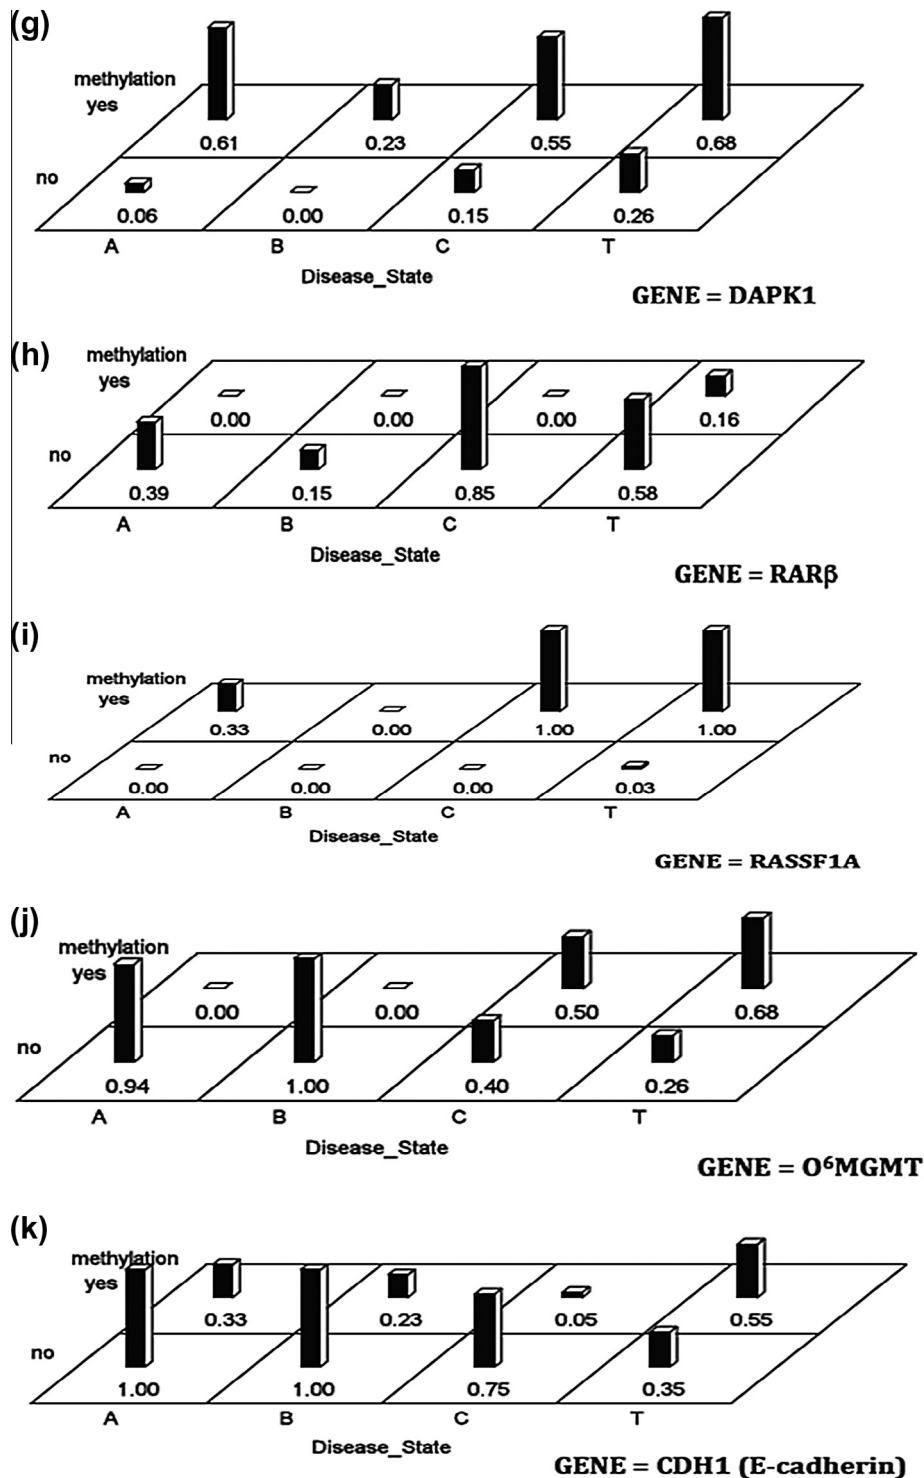 (g)
methylation
yes
0.61 0.23 0.55 0.68
no
0.06 0.00 0.15 0.26
A B C T
Disease_State
GENE = DAPK1
(h)
methylation
yes
0.00 0.00 0.00 0.16
no
0.39 0.15 0.85 0.58
A B C T
Disease_State
GENE = RARβ
(i)
methylation
yes
0.33 0.00 1.00 1.00
no
0.00 0.00 0.00 0.03
A B C T
Disease_State
GENE = RASSF1A
(j)
methylation
yes
0.00 0.00 0.50 0.68
no
0.94 1.00 0.40 0.26
A B C T
Disease_State
GENE = O⁶MGMT
(k)
methylation
yes
0.33 0.23 0.05 0.55
no
1.00 1.00 0.75 0.35
A B C T
Disease_State
GENE = CDH1 (E-cadherin)